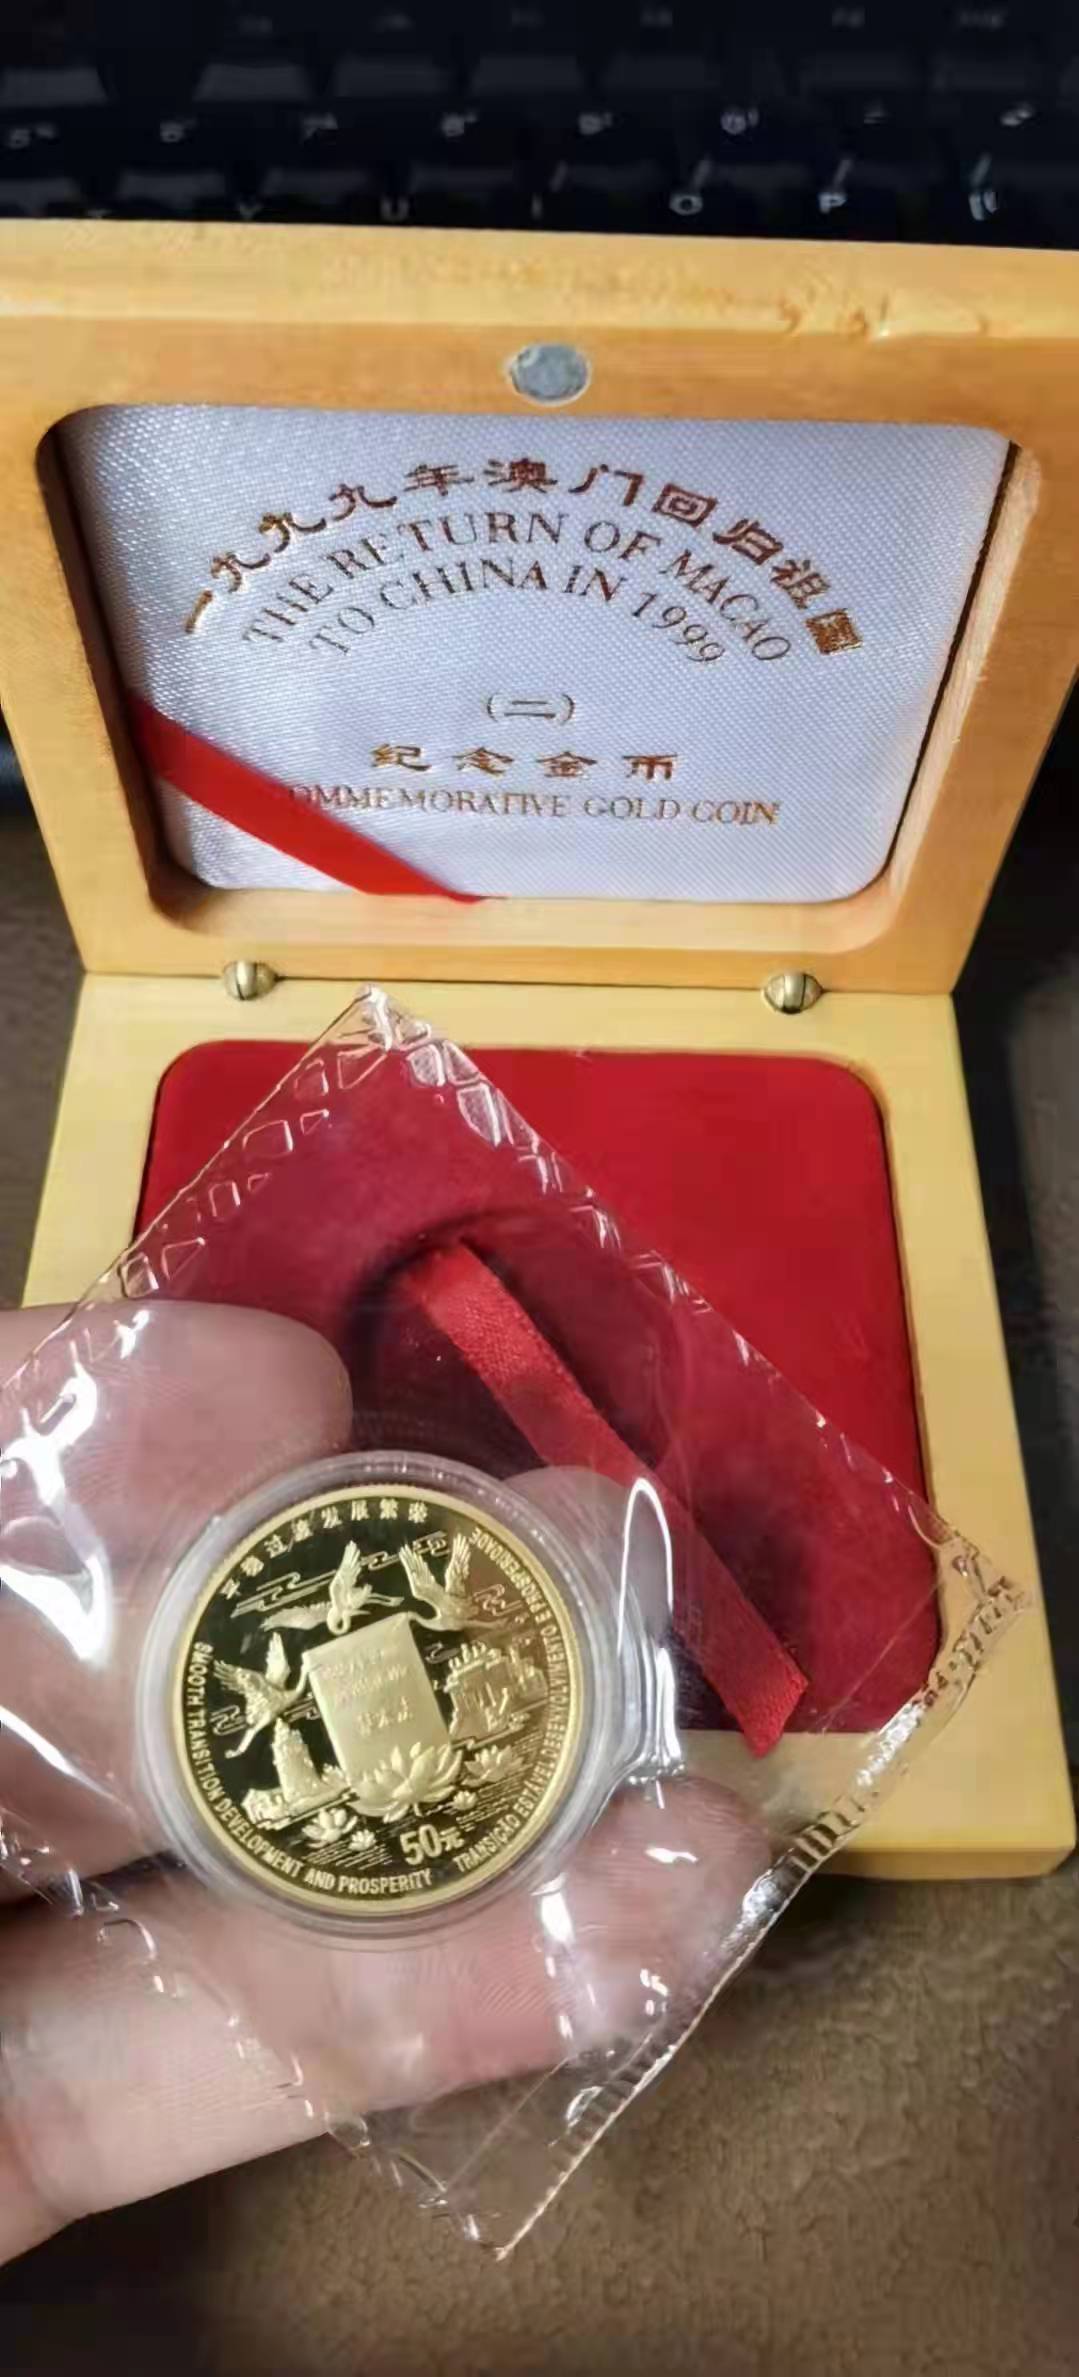 U I O P
一九九九年澳门回归祖国
THE RETURN OF MACAO
TO CHINA IN 1999
(二)
纪念金币
OMMEMORATIVE GOLD COIN
平稳过渡发展繁荣
SMOOTH TRANSITION DEVELOPMENT AND PROSPERITY
TRANSIÇÃO ESTÁVEL DESENVOLVIMENTO E PROSPERIDADE
50元